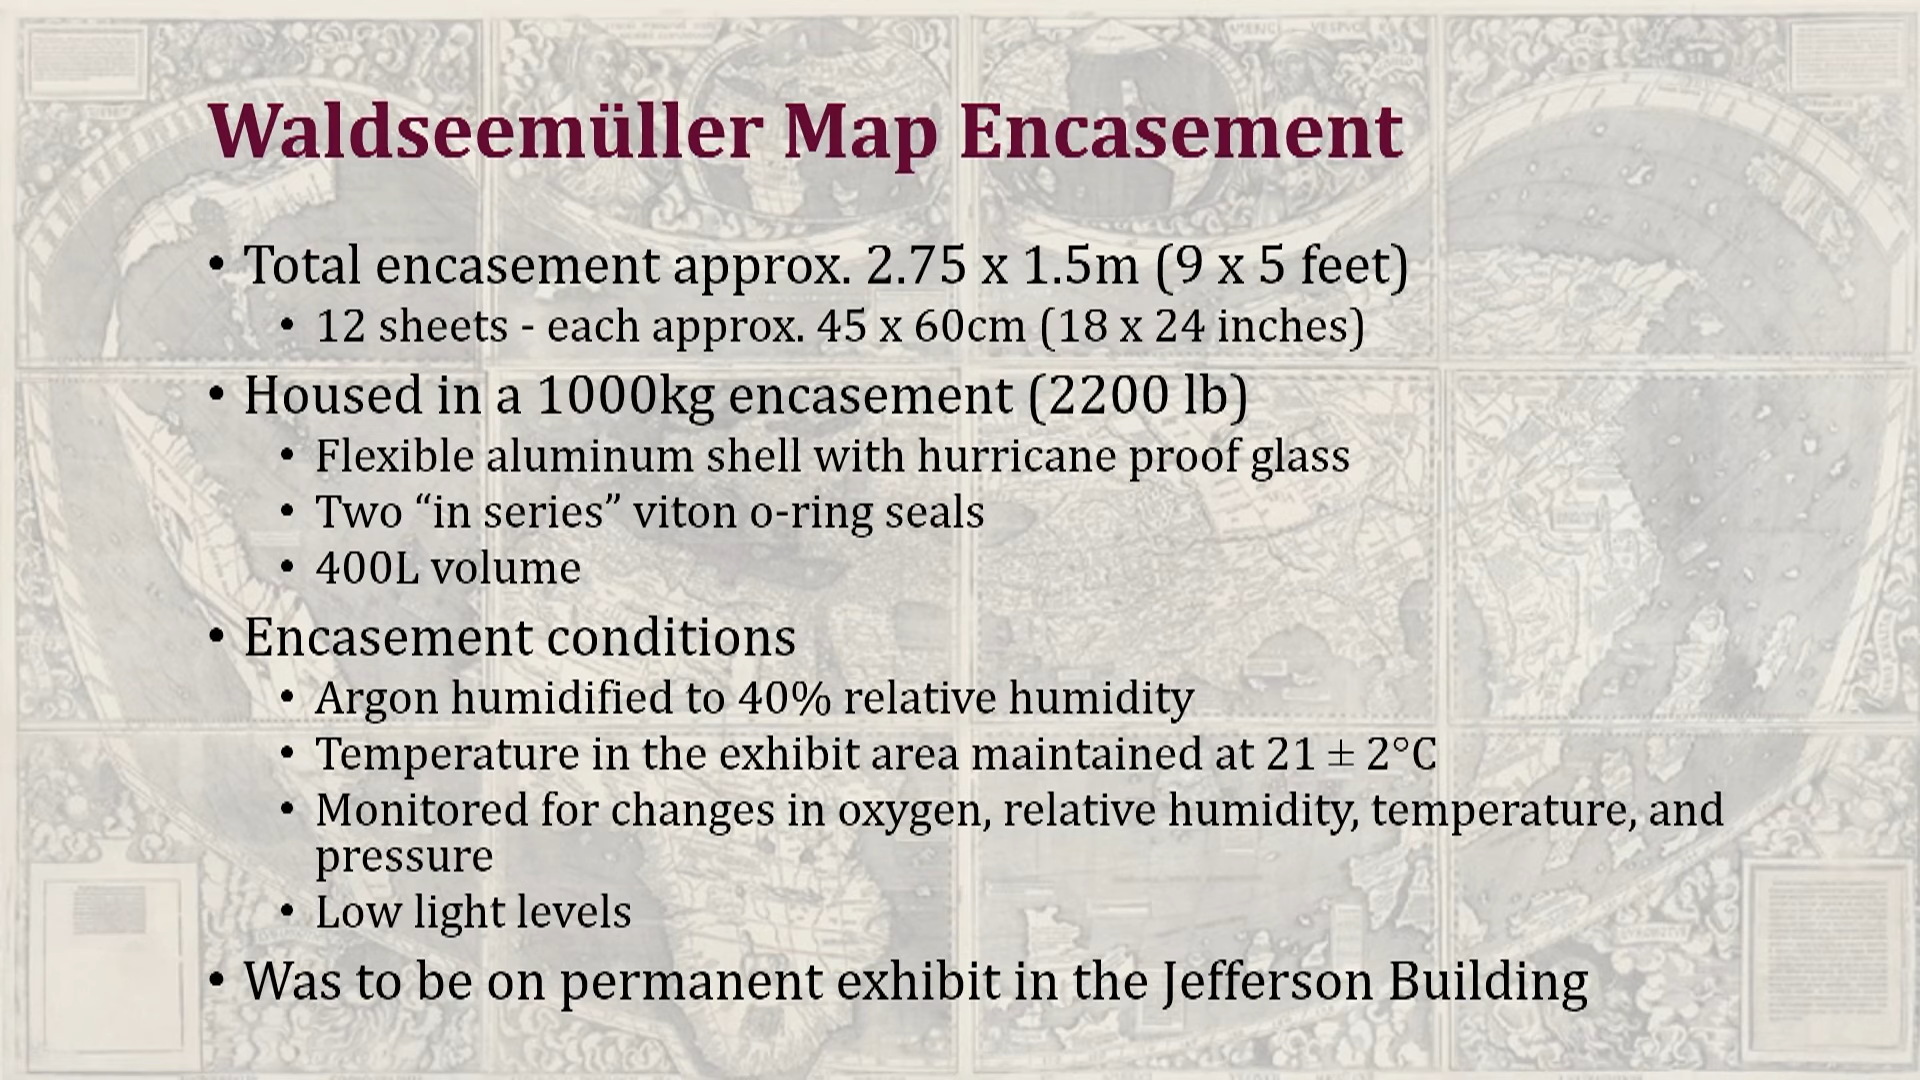 Waldseemüller Map Encasement
• Total encasement approx. 2.75 x 1.5m (9 x 5 feet)
• 12 sheets - each approx. 45 x 60cm (18 x 24 inches)
• Housed in a 1000kg encasement (2200 lb)
• Flexible aluminum shell with hurricane proof glass
• Two “in series” viton o-ring seals
• 400L volume
• Encasement conditions
• Argon humidified to 40% relative humidity
• Temperature in the exhibit area maintained at 21 ± 2°C
• Monitored for changes in oxygen, relative humidity, temperature, and
pressure
• Low light levels
• Was to be on permanent exhibit in the Jefferson Building